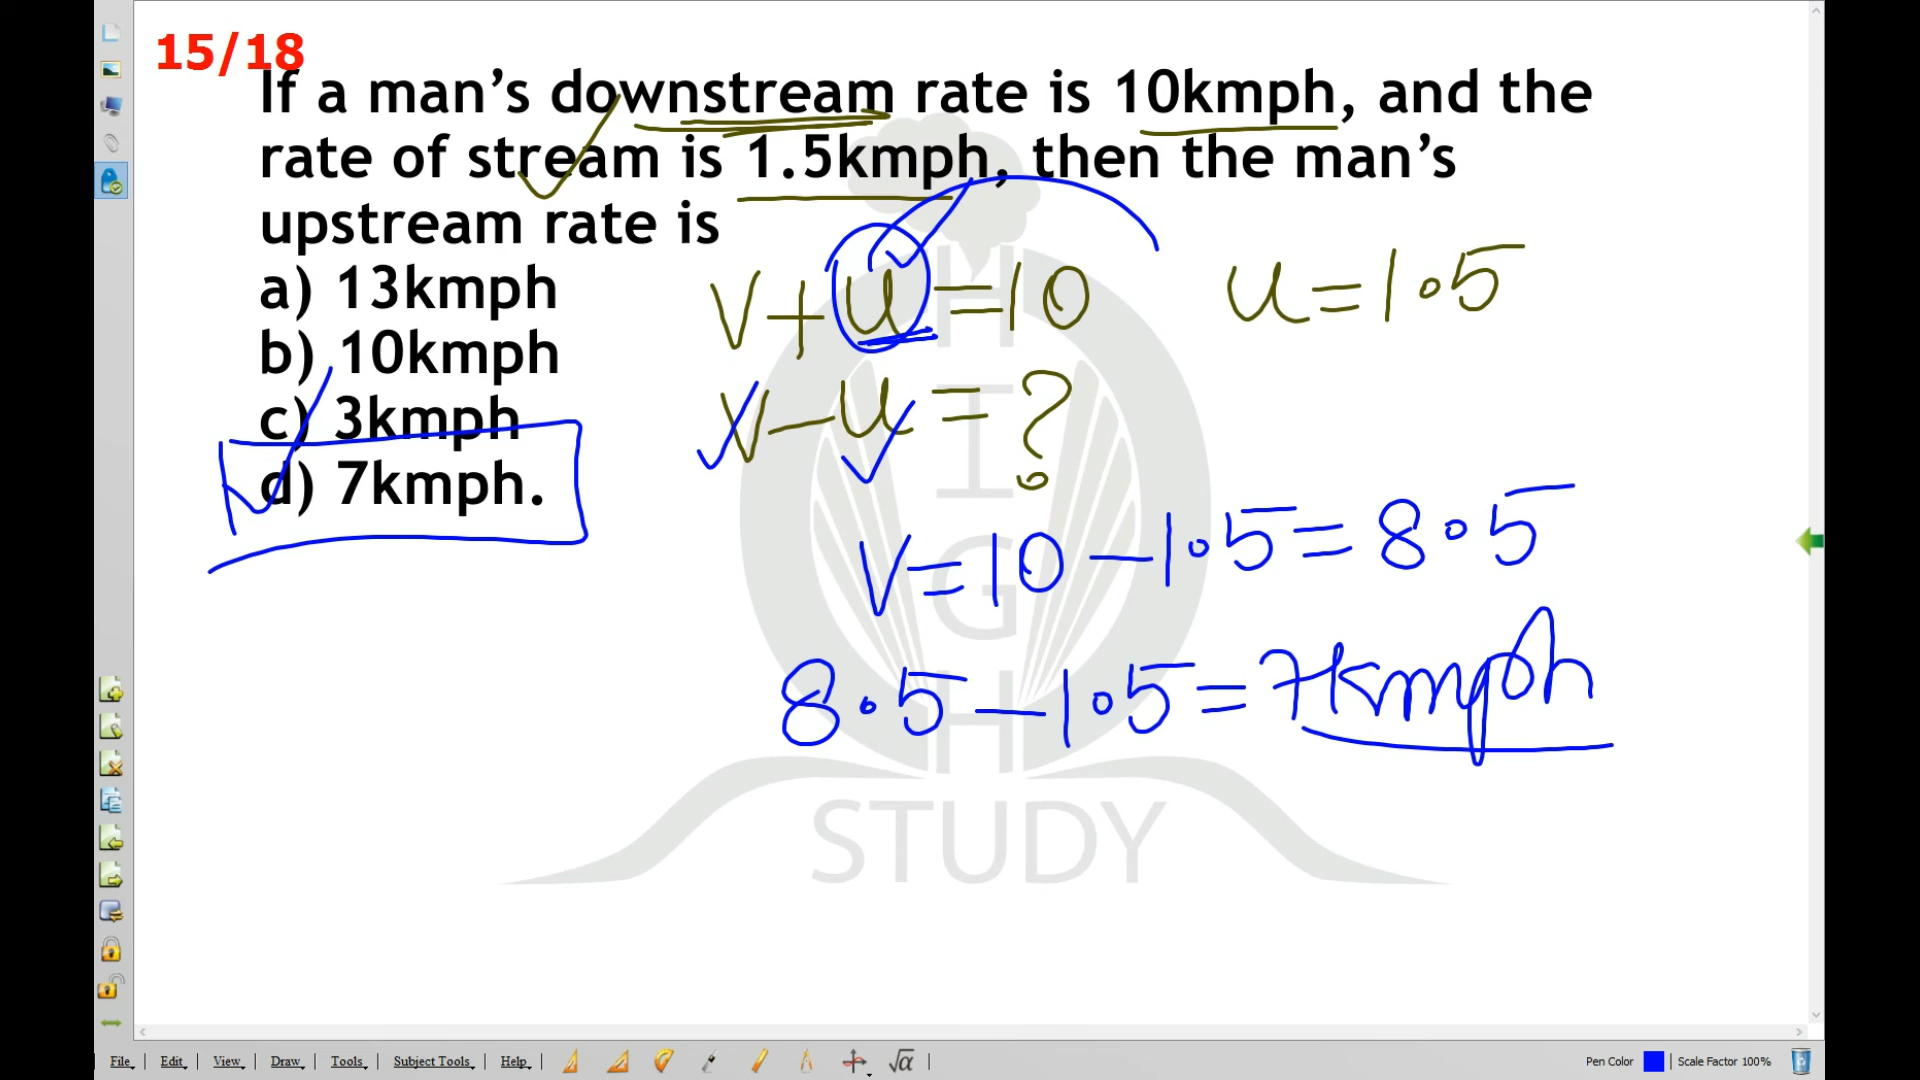 15/18
If a man’s downstream rate is 10kmph, and the
rate of stream is 1.5kmph, then the man’s
upstream rate is
a) 13kmph
b) 10kmph
c) 3kmph
d) 7kmph.
v+u=10
u=1.5
v-u=?
v=10-1.5=8.5
8.5-1.5=7kmph
HIGH
STUDY
File
Edit
View
Draw
Tools
Subject Tools
Help
√α
Pen Color
Scale Factor 100%